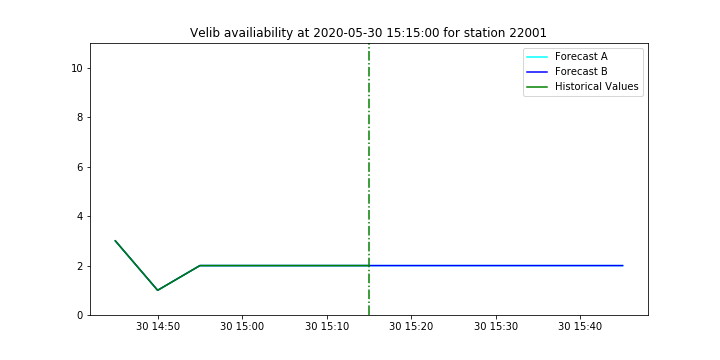 Velib availiability at 2020-05-30 15:15:00 for station 22001
Forecast A
Forecast B
Historical Values
10
8
6
4
2
0
30 14:50 30 15:00 30 15:10 30 15:20 30 15:30 30 15:40